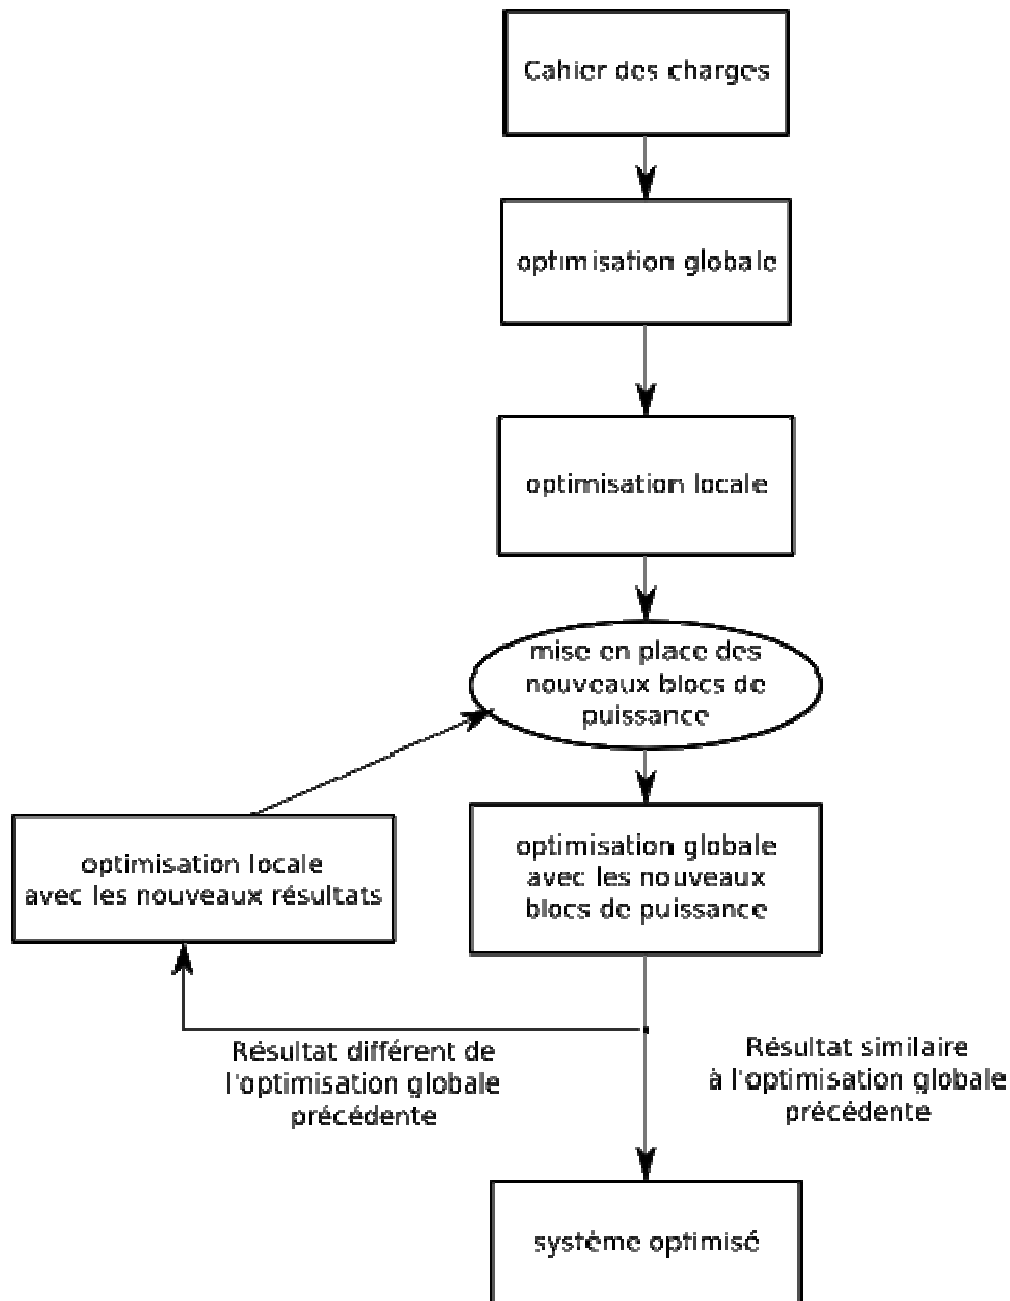 Cahier des charges
optimisation globale
optimisation locale
mise en place des
nouveaux blocs de
puissance
optimisation locale
avec les nouveaux résultats
optimisation globale
avec les nouveaux
blocs de puissance
Résultat différent de
l'optimisation globale
précédente
Résultat similaire
à l'optimisation globale
précédente
système optimisé